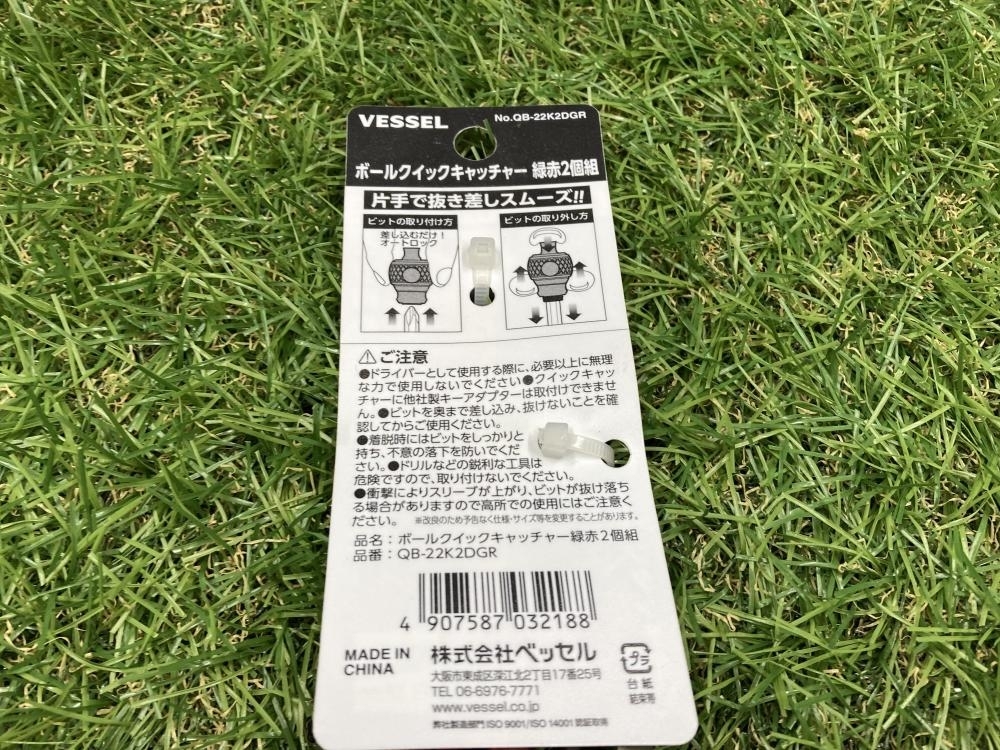 VESSEL No.QB-22K2DGR
ボールクイックキャッチャー 緑赤2個組
片手で抜き差しスムーズ!!
ビットの取り付け方
差し込むだけ!
オートロック
ビットの取り外し方
ご注意
●ドライバーとして使用する際に、必要以上に無理
な力で使用しないでください●クイックキャッ
チャーに他社製キーアダプターは取付けできませ
ん。●ビットを奥まで差し込み、抜けないことを確
認してからご使用ください。
●着脱時にはビットをしっかりと
持ち、不意の落下を防いでくだ
さい。●ドリルなどの鋭利な工具は
危険ですので、取り付けないでください。
●衝撃によりスリーブが上がり、ビットが抜け落ち
る場合がありますので高所での使用にはご注意く
ださい。 ※改良のため予告なく仕様・サイズ等を変更することがあります。
品名:ボールクイックキャッチャー緑赤2個組
品番:QB-22K2DGR
4 907587 032188
MADE IN
CHINA
株式会社ベッセル
大阪市東成区深江北2丁目17番25号
TEL 06-6976-7771
www.vessel.co.jp
弊社製造部門 ISO 9001/ISO 14001 認証取得
プラ
台紙
結束帯